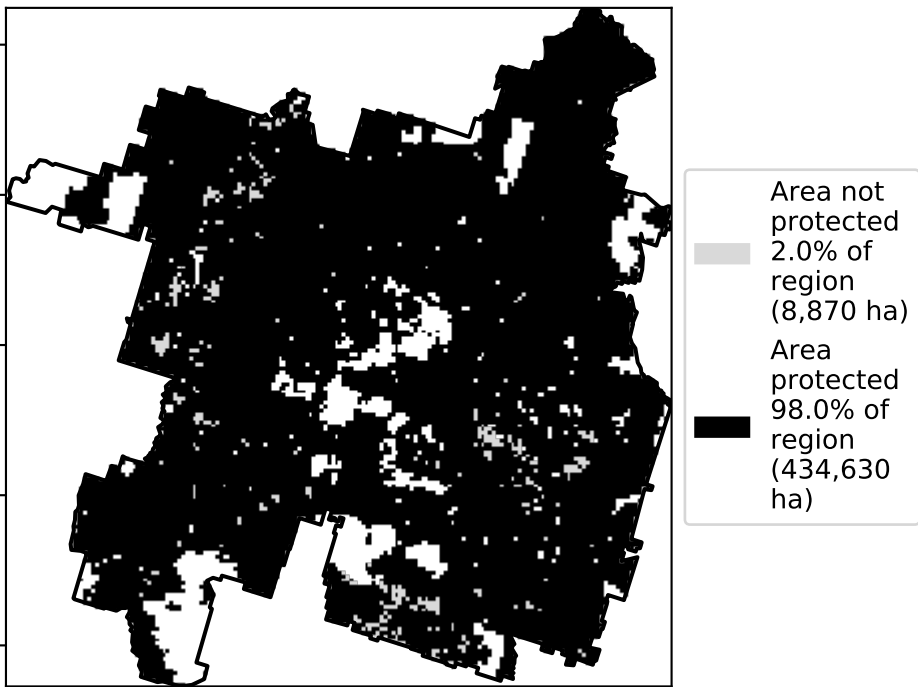 Area not
protected
2.0% of
region
(8,870 ha)
Area
protected
98.0% of
region
(434,630
ha)